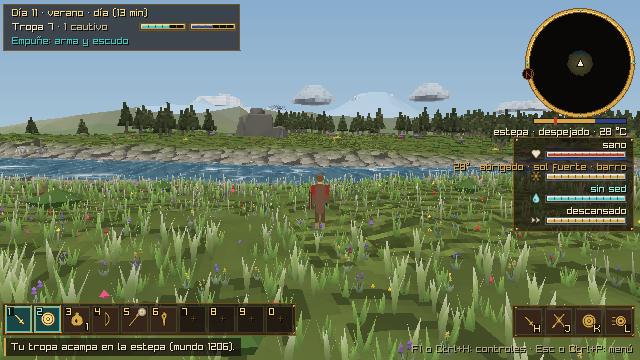 Día 11 · verano · día (13 min)
Tropa 7 · 1 cautivo
Empuñe: arma y escudo
N
estepa · despejado · 28 °C
sano
28° · abrigado · sol fuerte · barro
sin sed
descansado
1 2 3 4 5 6 7 8 9 0
1
H J K L
Tu tropa acampa en la estepa (mundo 1206).
F1 o Ctrl+H: controles · Esc o Ctrl+P: menú